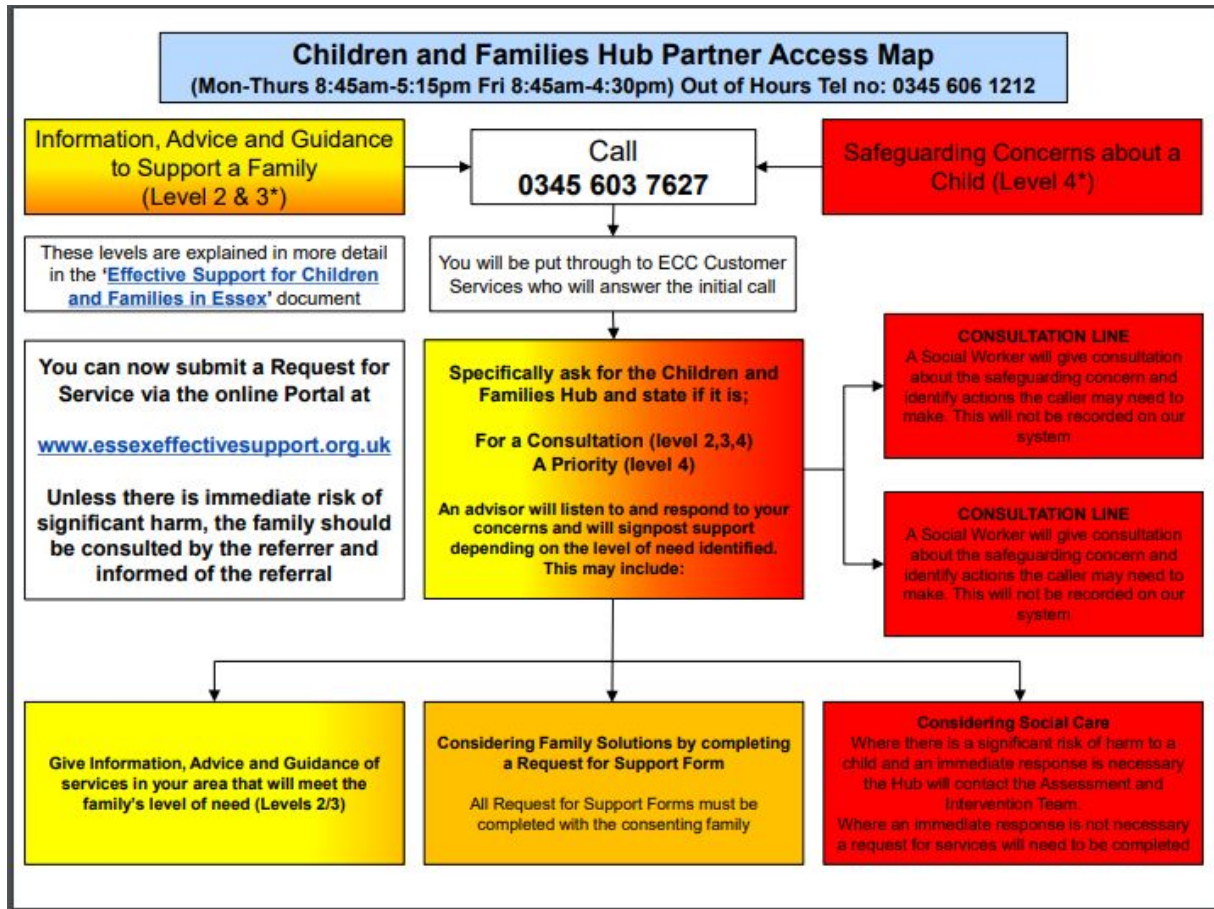 Children and Families Hub Partner Access Map
(Mon-Thurs 8:45am-5:15pm Fri 8:45am-4:30pm) Out of Hours Tel no: 0345 606 1212
Information, Advice and Guidance
to Support a Family
(Level 2 & 3*)
Call
0345 603 7627
Safeguarding Concerns about a
Child (Level 4*)
These levels are explained in more detail
in the ‘Effective Support for Children
and Families in Essex’ document
You will be put through to ECC Customer
Services who will answer the initial call
You can now submit a Request for
Service via the online Portal at
www.essexeffectivesupport.org.uk
Unless there is immediate risk of
significant harm, the family should
be consulted by the referrer and
informed of the referral
Specifically ask for the Children and
Families Hub and state if it is;
For a Consultation (level 2,3,4)
A Priority (level 4)
An advisor will listen to and respond to your
concerns and will signpost support
depending on the level of need identified.
This may include:
CONSULTATION LINE
A Social Worker will give consultation
about the safeguarding concern and
identify actions the caller may need to
make. This will not be recorded on our
system
CONSULTATION LINE
A Social Worker will give consultation
about the safeguarding concern and
identify actions the caller may need to
make. This will not be recorded on our
system
Give Information, Advice and Guidance of
services in your area that will meet the
family's level of need (Levels 2/3)
Considering Family Solutions by completing
a Request for Support Form
All Request for Support Forms must be
completed with the consenting family
Considering Social Care
Where there is a significant risk of harm to a
child and an immediate response is necessary
the Hub will contact the Assessment and
Intervention Team.
Where an immediate response is not necessary
a request for services will need to be completed